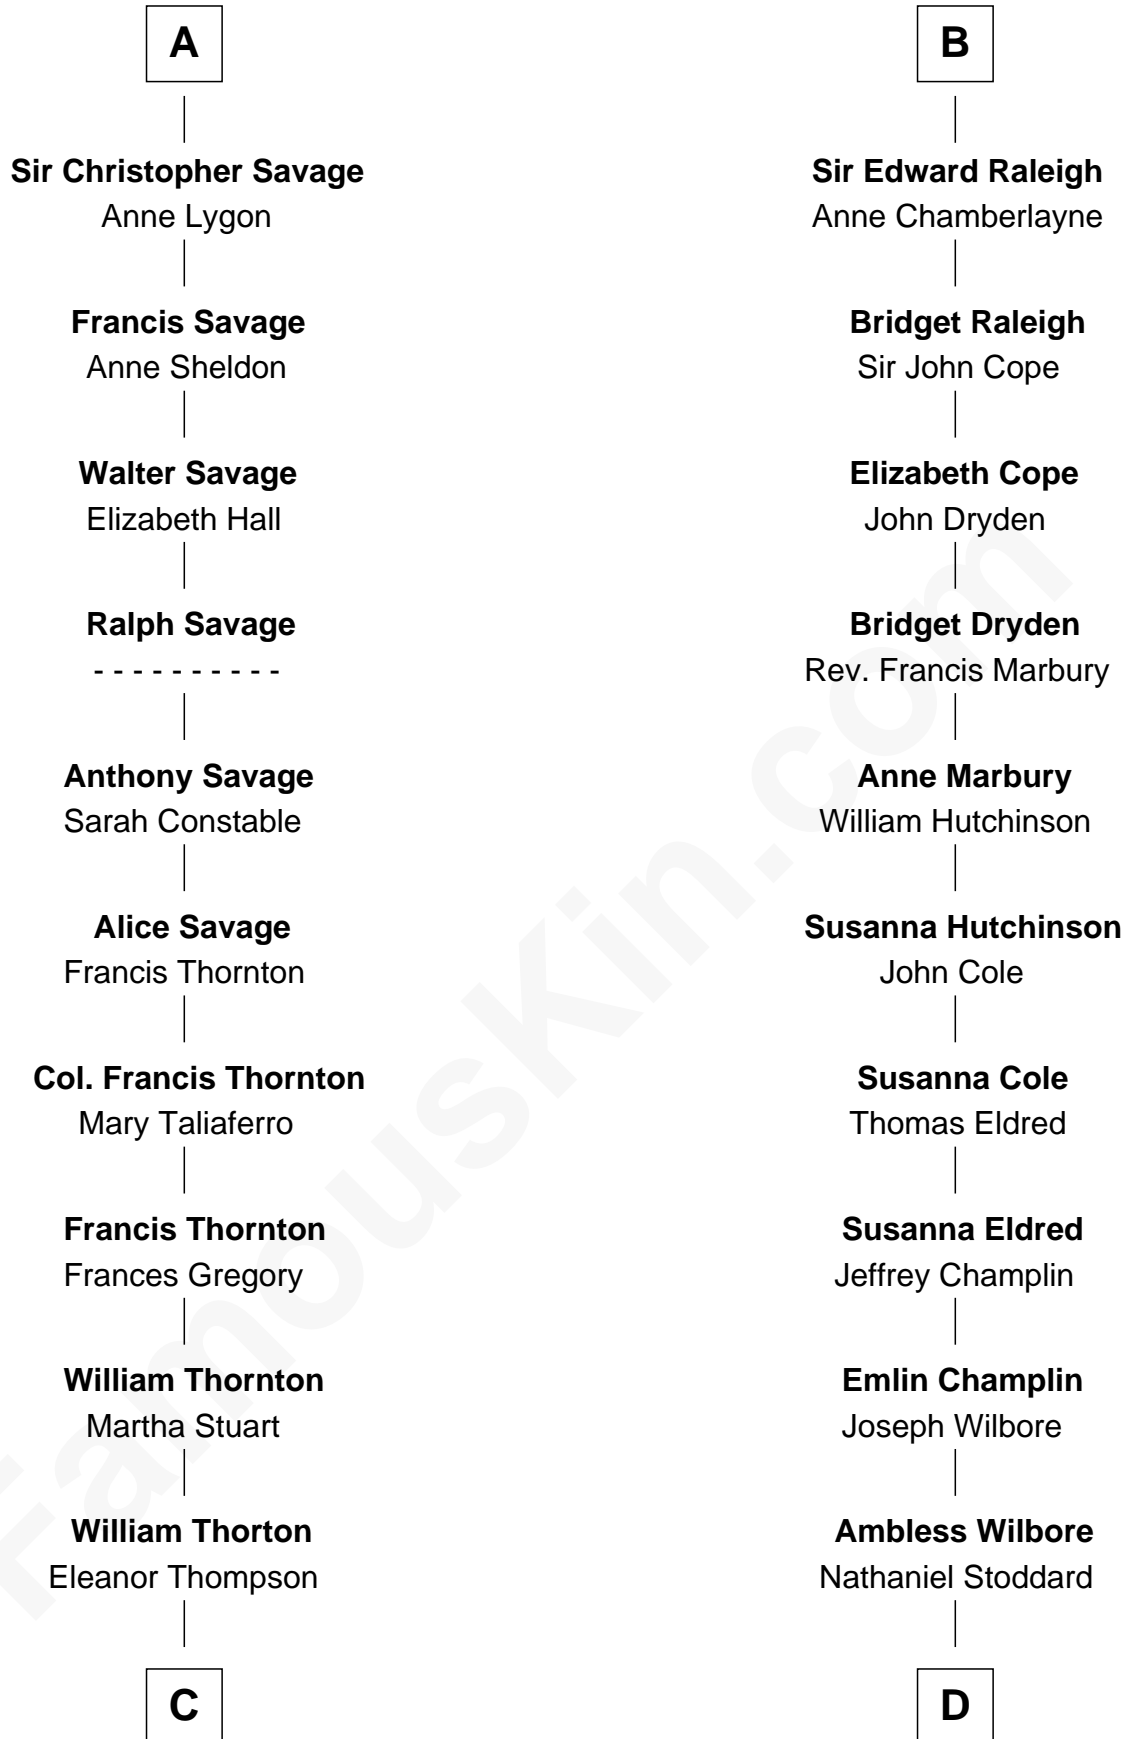 A
Sir Christopher Savage
Anne Lygon
Francis Savage
Anne Sheldon
Walter Savage
Elizabeth Hall
Ralph Savage
- - - - - - - - - -
Anthony Savage
Sarah Constable
Alice Savage
Francis Thornton
Col. Francis Thornton
Mary Taliaferro
Francis Thornton
Frances Gregory
William Thornton
Martha Stuart
William Thorton
Eleanor Thompson
C
B
Sir Edward Raleigh
Anne Chamberlayne
Bridget Raleigh
Sir John Cope
Elizabeth Cope
John Dryden
Bridget Dryden
Rev. Francis Marbury
Anne Marbury
William Hutchinson
Susanna Hutchinson
John Cole
Susanna Cole
Thomas Eldred
Susanna Eldred
Jeffrey Champlin
Emlin Champlin
Joseph Wilbore
Ambless Wilbore
Nathaniel Stoddard
D
FamousKin.com